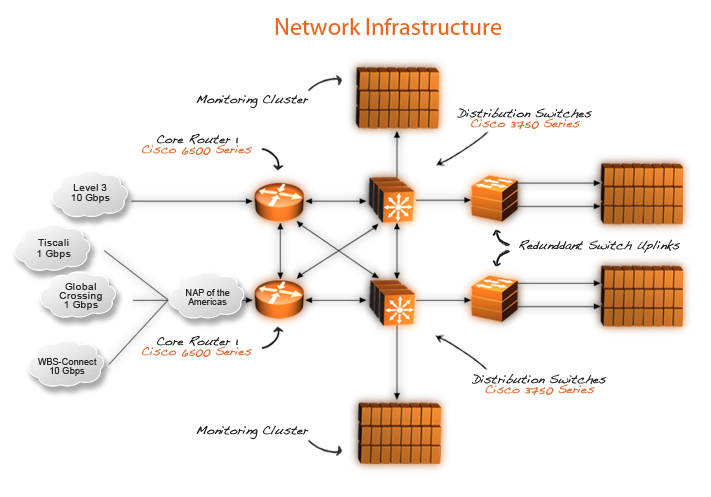 Network Infrastructure
Monitoring Cluster
Distribution Switches
Cisco 3750 Series
Core Router 1
Cisco 6500 Series
Level 3
10 Gbps
Tiscali
1 Gbps
Redunddant Switch Uplinks
Global
Crossing
1 Gbps
NAP of the
Americas
Core Router 1
Cisco 6500 Series
WBS-Connect
10 Gbps
Distribution Switches
Cisco 3750 Series
Monitoring Cluster